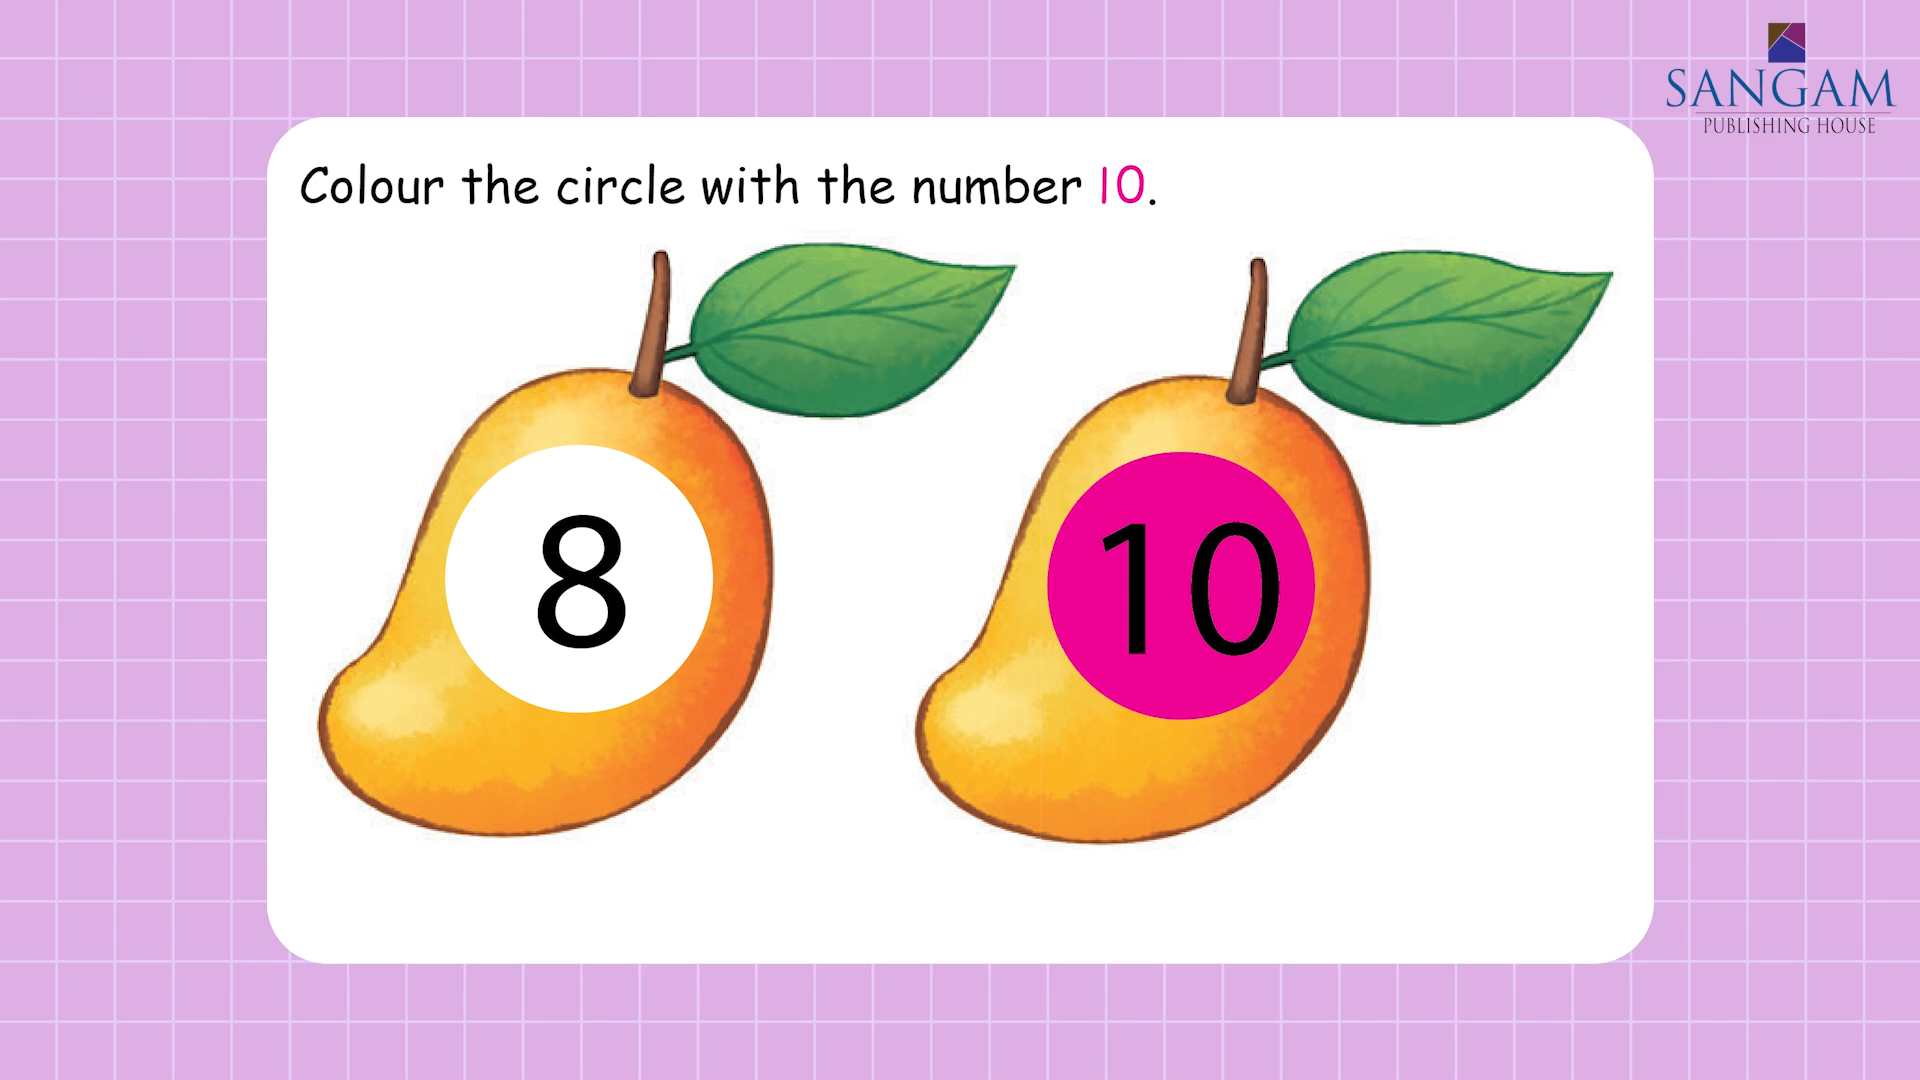 SANGAM
PUBLISHING HOUSE
Colour the circle with the number 10.
8
10